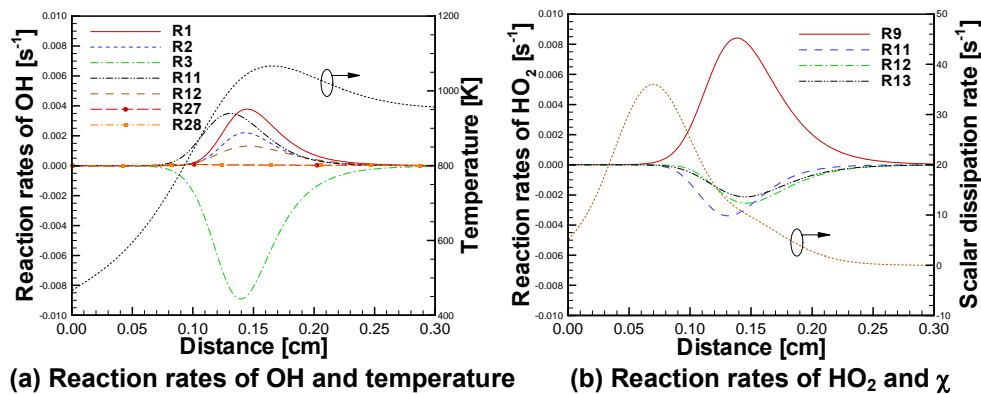 Reaction rates of OH [s⁻¹]
0.010
0.008
0.006
0.004
0.002
0.000
-0.002
-0.004
-0.006
-0.008
-0.010
R1
R2
R3
R11
R12
R27
R28
1200
1000
800
600
400
Temperature [K]
0.00 0.05 0.10 0.15 0.20 0.25 0.30
Distance [cm]
(a) Reaction rates of OH and temperature
Reaction rates of HO₂ [s⁻¹]
0.010
0.008
0.006
0.004
0.002
0.000
-0.002
-0.004
-0.006
-0.008
-0.010
R9
R11
R12
R13
50
40
30
20
10
0
-10
Scalar dissipation rate [s⁻¹]
0.00 0.05 0.10 0.15 0.20 0.25 0.30
Distance [cm]
(b) Reaction rates of HO₂ and χ